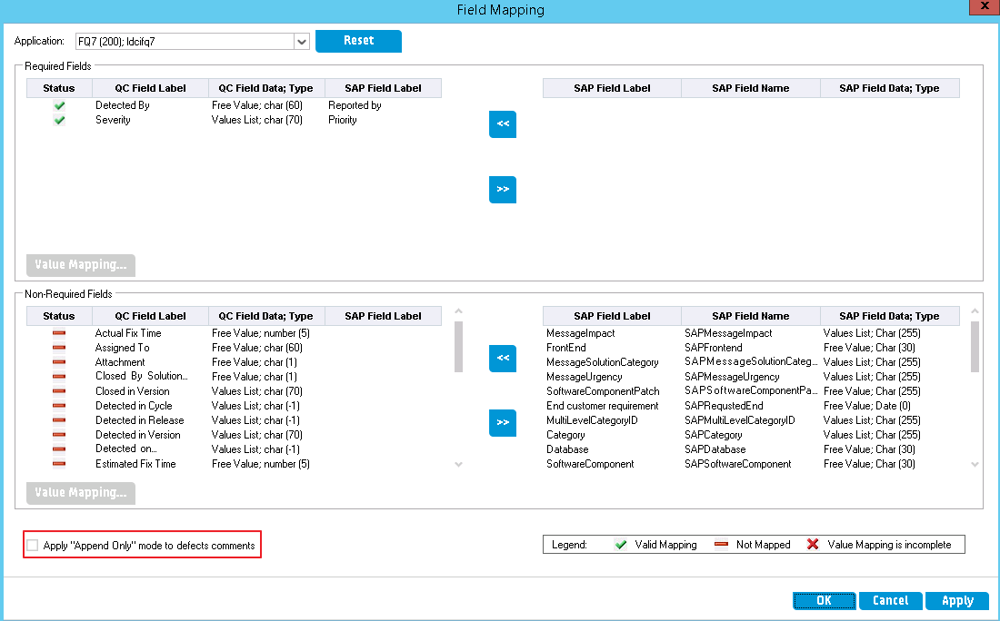 Field Mapping
x
Application: FQ7 (200); ldcifq7 Reset
Required Fields
Status QC Field Label QC Field Data; Type SAP Field Label
Detected By Free Value; char (60) Reported by
Severity Values List; char (70) Priority
<<
>>
SAP Field Label SAP Field Name SAP Field Data; Type
Value Mapping...
Non-Required Fields
Status QC Field Label QC Field Data; Type SAP Field Label
Actual Fix Time Free Value; number (5)
Assigned To Free Value; char (60)
Attachment Free Value; char (1)
Closed By Solution... Free Value; char (1)
Closed in Version Values List; char (70)
Detected in Cycle Values List; char (-1)
Detected in Release Values List; char (-1)
Detected in Version Values List; char (70)
Detected on... Values List; char (-1)
Estimated Fix Time Free Value; number (5)
<<
>>
SAP Field Label SAP Field Name SAP Field Data; Type
MessageImpact SAPMessageImpact Values List; Char (255)
FrontEnd SAPFrontend Free Value; Char (30)
MessageSolutionCategory SAPMessageSolutionCateg... Values List; Char (255)
MessageUrgency SAPMessageUrgency Values List; Char (255)
SoftwareComponentPatch SAPSoftwareComponentPa... Free Value; Char (255)
End customer requirement SAPRequstedEnd Free Value; Date (0)
MultiLevelCategoryID SAPMultiLevelCategoryID Values List; Char (255)
Category SAPCategory Values List; Char (255)
Database SAPDatabase Free Value; Char (30)
SoftwareComponent SAPSoftwareComponent Free Value; Char (30)
Value Mapping...
Apply "Append Only" mode to defects comments
Legend: Valid Mapping Not Mapped Value Mapping is incomplete
OK Cancel Apply